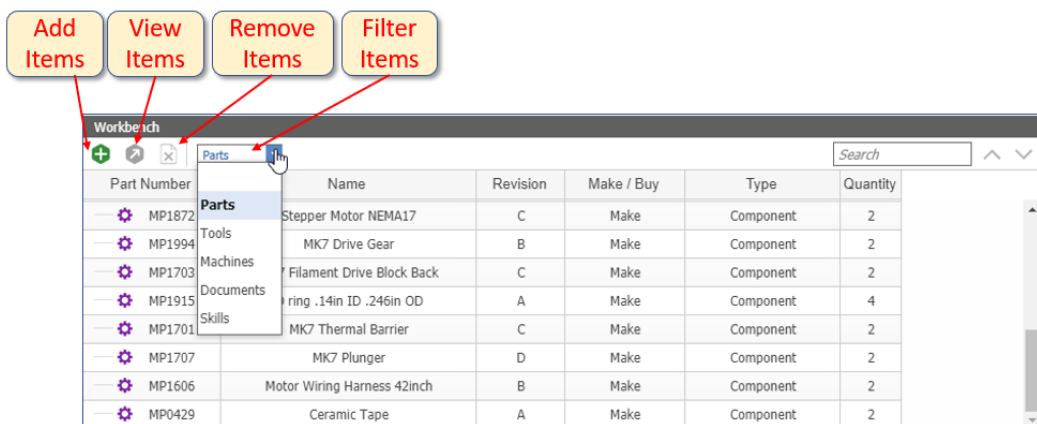 Add Items
View Items
Remove Items
Filter Items
Workbench
Parts
Search
Part Number Name Revision Make / Buy Type Quantity
MP1872 Stepper Motor NEMA17 C Make Component 2
MP1994 MK7 Drive Gear B Make Component 2
MP1703 7 Filament Drive Block Back C Make Component 2
MP1915 ring .14in ID .246in OD A Make Component 4
MP1701 MK7 Thermal Barrier C Make Component 2
MP1707 MK7 Plunger D Make Component 2
MP1606 Motor Wiring Harness 42inch B Make Component 2
MP0429 Ceramic Tape A Make Component 2
Parts
Tools
Machines
Documents
Skills